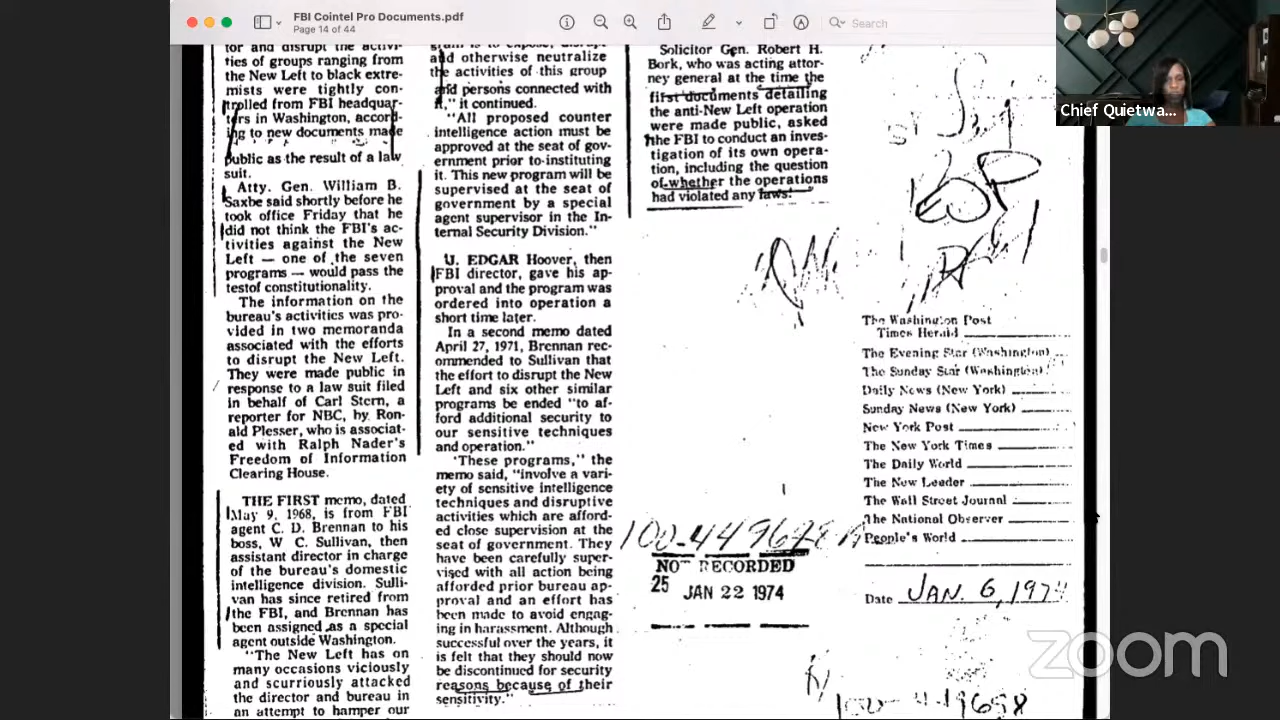 FBI Cointel Pro Documents.pdf
Page 14 of 44
Search
Chief Quietwa...
tor and disrupt the activi-
ties of groups ranging from
the New Left to black extre-
mists were tightly con-
trolled from FBI headquar-
ters in Washington, accord-
ing to new documents made
public as the result of a law
suit.
Atty. Gen. William B.
Saxbe said shortly before he
took office Friday that he
did not think the FBI's ac-
tivities against the New
Left — one of the seven
programs — would pass the
testof constitutionality.
The information on the
bureau's activities was pro-
vided in two memoranda
associated with the efforts
to disrupt the New Left.
They were made public in
response to a law suit filed
in behalf of Carl Stern, a
reporter for NBC, by Ron-
ald Plesser, who is associat-
ed with Ralph Nader's
Freedom of Information
Clearing House.
THE FIRST memo, dated
May 9, 1968, is from FBI
agent C. D. Brennan to his
boss, W. C. Sullivan, then
assistant director in charge
of the bureau's domestic
intelligence division. Sulli-
van has since retired from
the FBI, and Brennan has
been assigned as a special
agent outside Washington.
"The New Left has on
many occasions viciously
and scurriously attacked
the director and bureau in
an attempt to hamper our
gram is to expose, disrupt
and otherwise neutralize
the activities of this group
and persons connected with
it," it continued.
"All proposed counter
intelligence action must be
approved at the seat of gov-
ernment prior to instituting
it. This new program will be
supervised at the seat of
government by a special
agent supervisor in the In-
ternal Security Division."
J. EDGAR Hoover, then
FBI director, gave his ap-
proval and the program was
ordered into operation a
short time later.
In a second memo dated
April 27, 1971, Brennan rec-
ommended to Sullivan that
the effort to disrupt the New
Left and six other similar
programs be ended "to af-
ford additional security to
our sensitive techniques
and operation."
"These programs," the
memo said, "involve a vari-
ety of sensitive intelligence
techniques and disruptive
activities which are afford-
ed close supervision at the
seat of government. They
have been carefully super-
vised with all action being
afforded prior bureau ap-
proval and an effort has
been made to avoid engag-
ing in harassment. Although
successful over the years, it
is felt that they should now
be discontinued for security
reasons because of their
sensitivity."
Solicitor Gen. Robert H.
Bork, who was acting attor-
ney general at the time the
first documents detailing
the anti-New Left operation
were made public, asked
the FBI to conduct an inves-
tigation of its own opera-
tion, including the question
of whether the operations
had violated any laws.
100-449698
NOT RECORDED
25 JAN 22 1974
The Washington Post
Times Herald
The Evening Star (Washington)
The Sunday Star (Washington)
Daily News (New York)
Sunday News (New York)
New York Post
The New York Times
The Daily World
The New Leader
The Wall Street Journal
The National Observer
People's World
Date JAN. 6, 1974
100-449698
zoom